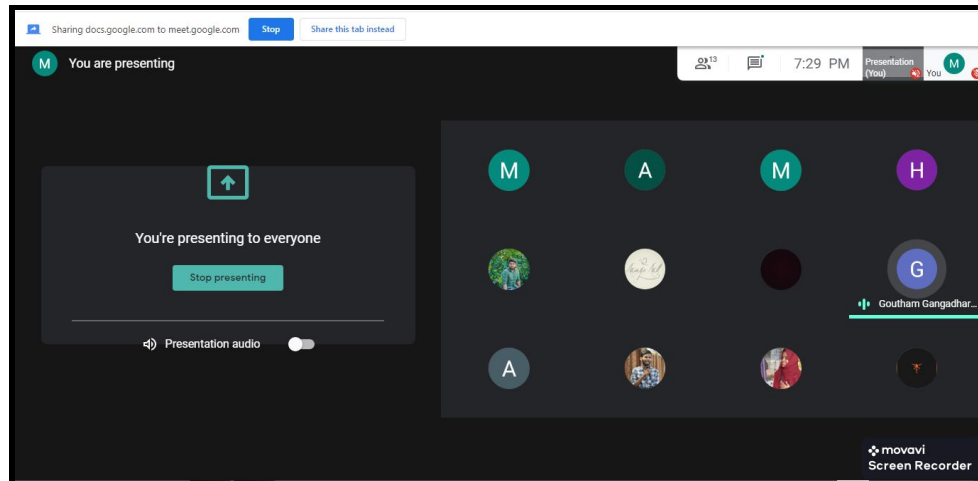 Sharing docs.google.com to meet.google.com Stop Share this tab instead
M You are presenting
13 7:29 PM Presentation (You) You M
M A M H
You're presenting to everyone
Stop presenting
G
Goutham Gangadhar...
Presentation audio
A
movavi
Screen Recorder